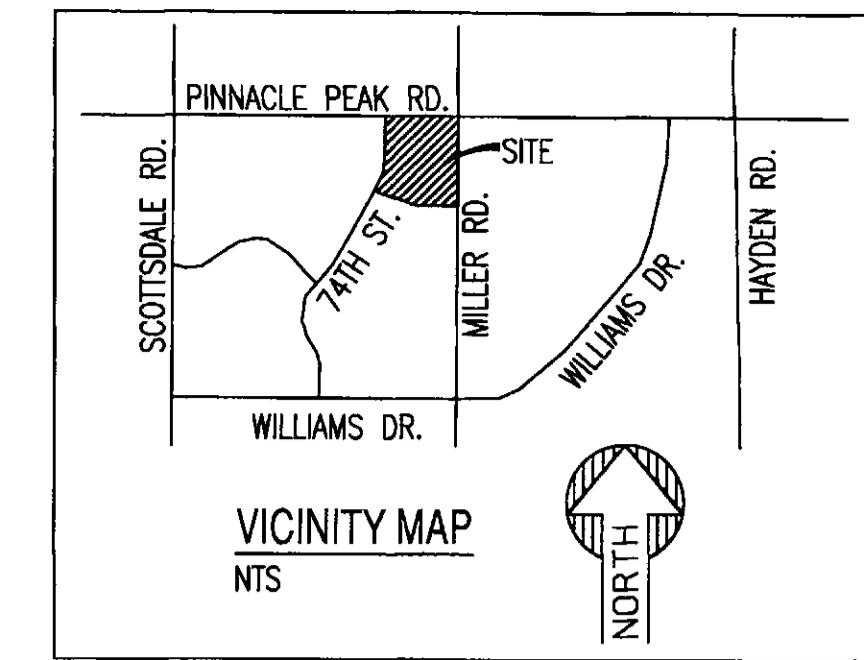 PINNACLE PEAK RD.
SITE
SCOTTSDALE RD.
74TH ST.
MILLER RD.
WILLIAMS DR.
HAYDEN RD.
WILLIAMS DR.
VICINITY MAP
NTS
NORTH